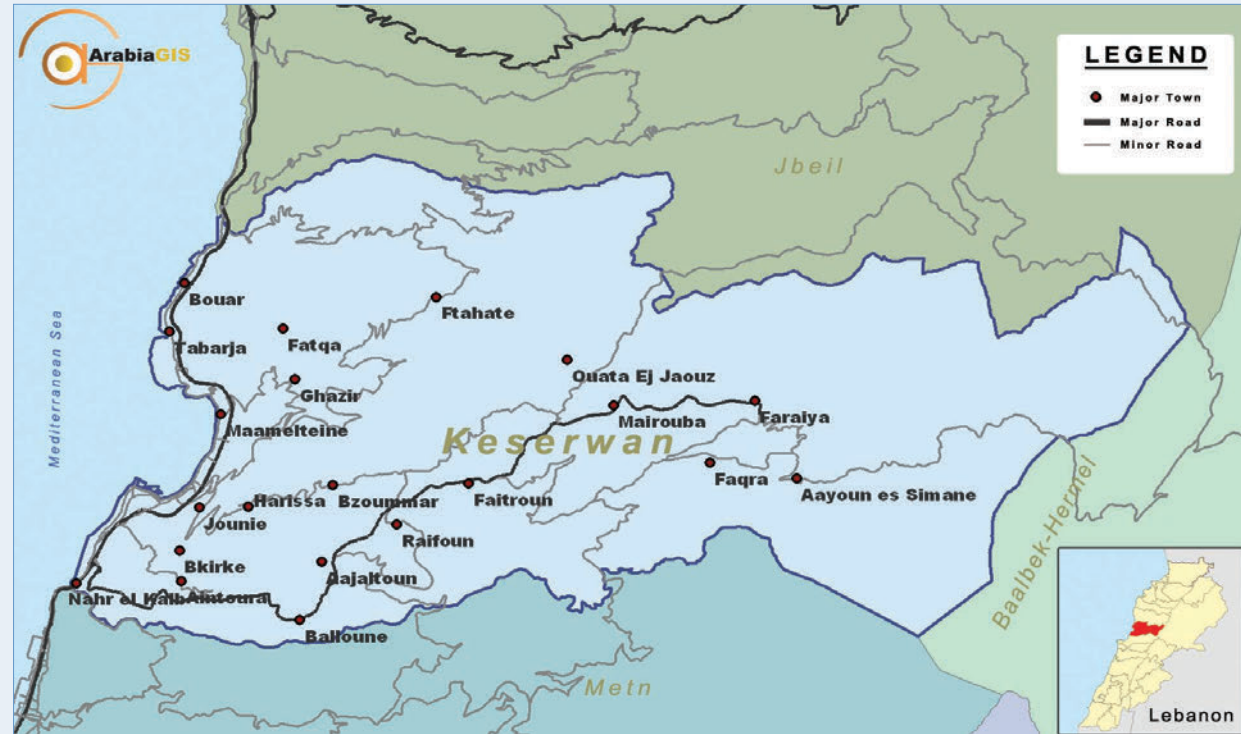 ArabiaGIS
LEGEND
Major Town
Major Road
Minor Road
Jbeil
Mediterranean Sea
Bouar
Ftahate
Tabarja
Fatqa
Ouata Ej Jaouz
Ghazir
Maamelteine
Mairouba
Faraiya
Keserwan
Faqra
Aayoun es Simane
Harissa
Bzoummar
Faitroun
Jounie
Raifoun
Bkirke
Aajaltoun
Nahr el Kalb
Aintoura
Balloune
Baalbek-Hermel
Metn
Lebanon